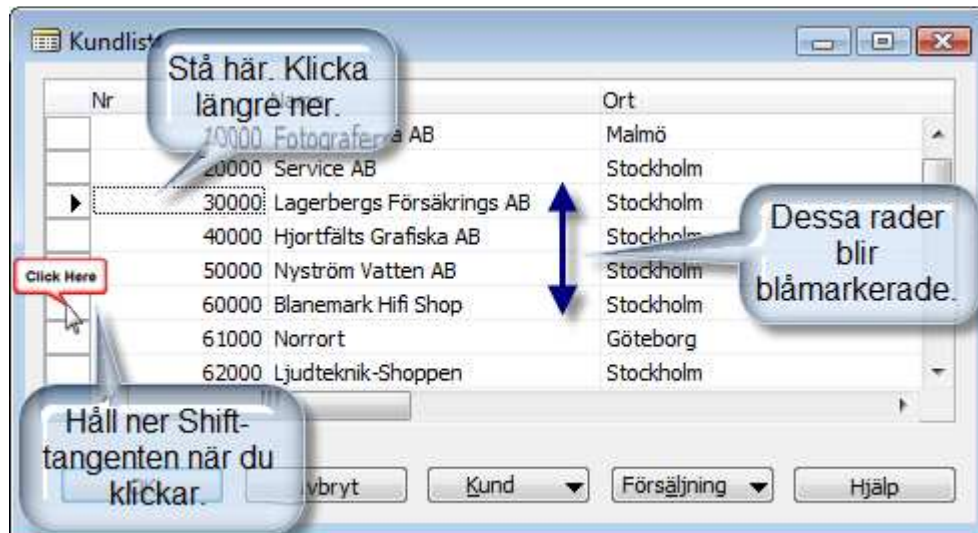 Kundlist
Stå här. Klicka
längre ner.
Nr
Ort
10000 Fotografer a AB Malmö
20000 Service AB Stockholm
30000 Lagerbergs Försäkrings AB Stockholm
40000 Hjortfälts Grafiska AB Stockholm
50000 Nyström Vatten AB Stockholm
60000 Blanemark Hifi Shop Stockholm
61000 Norrort Göteborg
62000 Ljudteknik-Shoppen Stockholm
Dessa rader
blir
blåmarkerade.
Click Here
Håll ner Shift-
tangenten när du
klickar.
vbryt Kund Försäljning Hjälp